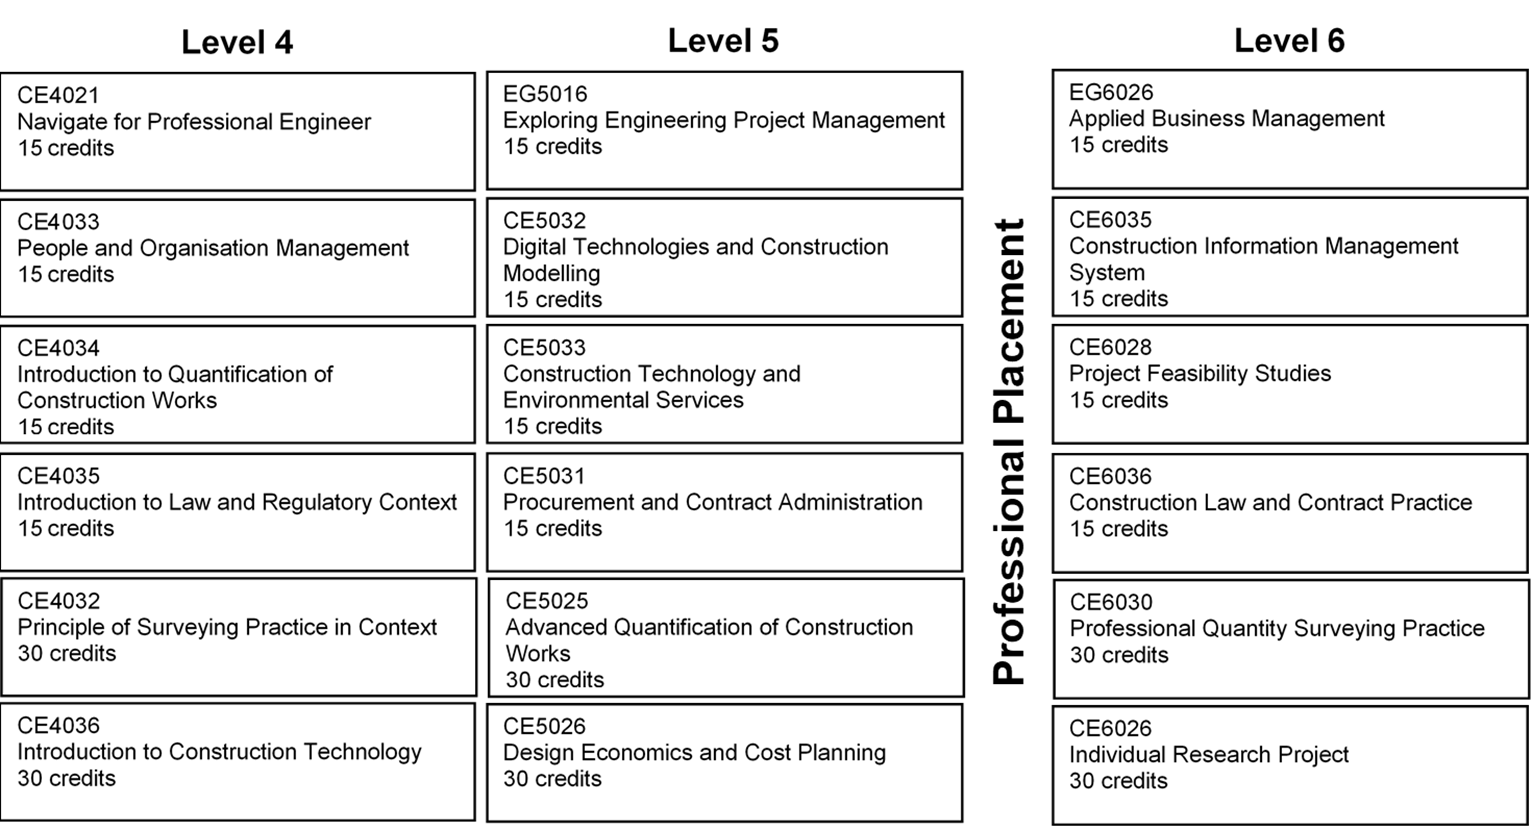 Level 4
CE4021
Navigate for Professional Engineer
15 credits
CE4033
People and Organisation Management
15 credits
CE4034
Introduction to Quantification of
Construction Works
15 credits
CE4035
Introduction to Law and Regulatory Context
15 credits
CE4032
Principle of Surveying Practice in Context
30 credits
CE4036
Introduction to Construction Technology
30 credits
Level 5
EG5016
Exploring Engineering Project Management
15 credits
CE5032
Digital Technologies and Construction
Modelling
15 credits
CE5033
Construction Technology and
Environmental Services
15 credits
CE5031
Procurement and Contract Administration
15 credits
CE5025
Advanced Quantification of Construction
Works
30 credits
CE5026
Design Economics and Cost Planning
30 credits
Professional Placement
Level 6
EG6026
Applied Business Management
15 credits
CE6035
Construction Information Management
System
15 credits
CE6028
Project Feasibility Studies
15 credits
CE6036
Construction Law and Contract Practice
15 credits
CE6030
Professional Quantity Surveying Practice
30 credits
CE6026
Individual Research Project
30 credits